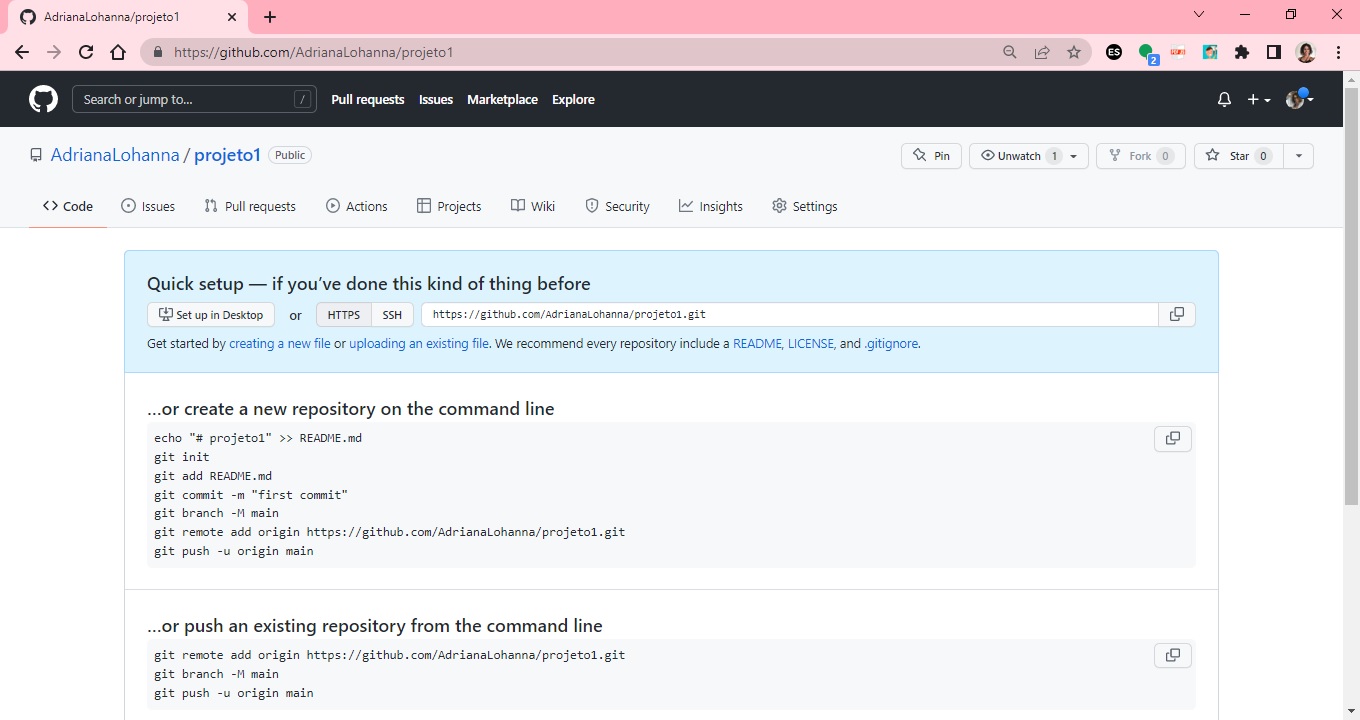 AdrianaLohanna/projeto1
https://github.com/AdrianaLohanna/projeto1
ES
2
Search or jump to...
/
Pull requests
Issues
Marketplace
Explore
AdrianaLohanna / projeto1
Public
Pin
Unwatch 1
Fork 0
Star 0
Code
Issues
Pull requests
Actions
Projects
Wiki
Security
Insights
Settings
Quick setup — if you’ve done this kind of thing before
Set up in Desktop or HTTPS SSH https://github.com/AdrianaLohanna/projeto1.git
Get started by creating a new file or uploading an existing file. We recommend every repository include a README, LICENSE, and .gitignore.
…or create a new repository on the command line
echo "# projeto1" >> README.md
git init
git add README.md
git commit -m "first commit"
git branch -M main
git remote add origin https://github.com/AdrianaLohanna/projeto1.git
git push -u origin main
…or push an existing repository from the command line
git remote add origin https://github.com/AdrianaLohanna/projeto1.git
git branch -M main
git push -u origin main